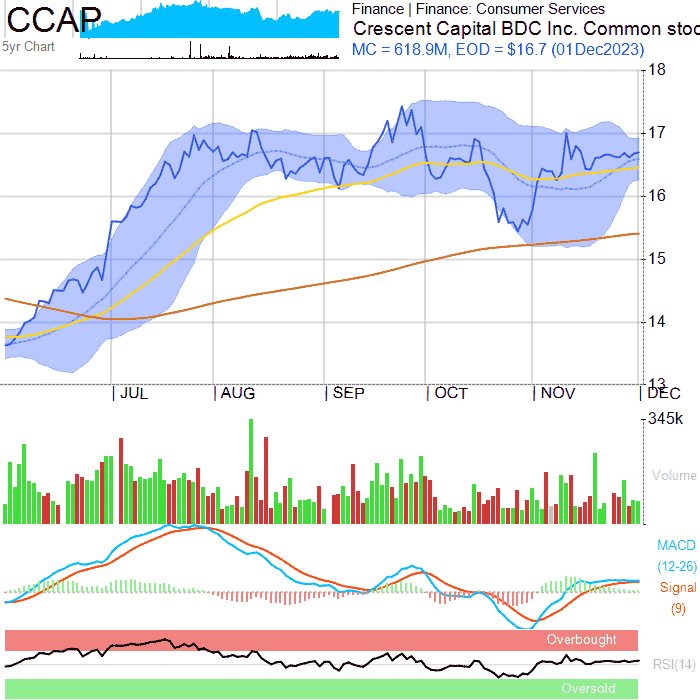 CCAP
5yr Chart
Finance | Finance: Consumer Services
Crescent Capital BDC Inc. Common stoc
MC = 618.9M, EOD = $16.7 (01Dec2023)
18
17
16
15
14
13
JUL
AUG
SEP
OCT
NOV
DEC
345k
Volume
MACD
(12-26)
Signal
(9)
Overbought
RSI(14)
Oversold